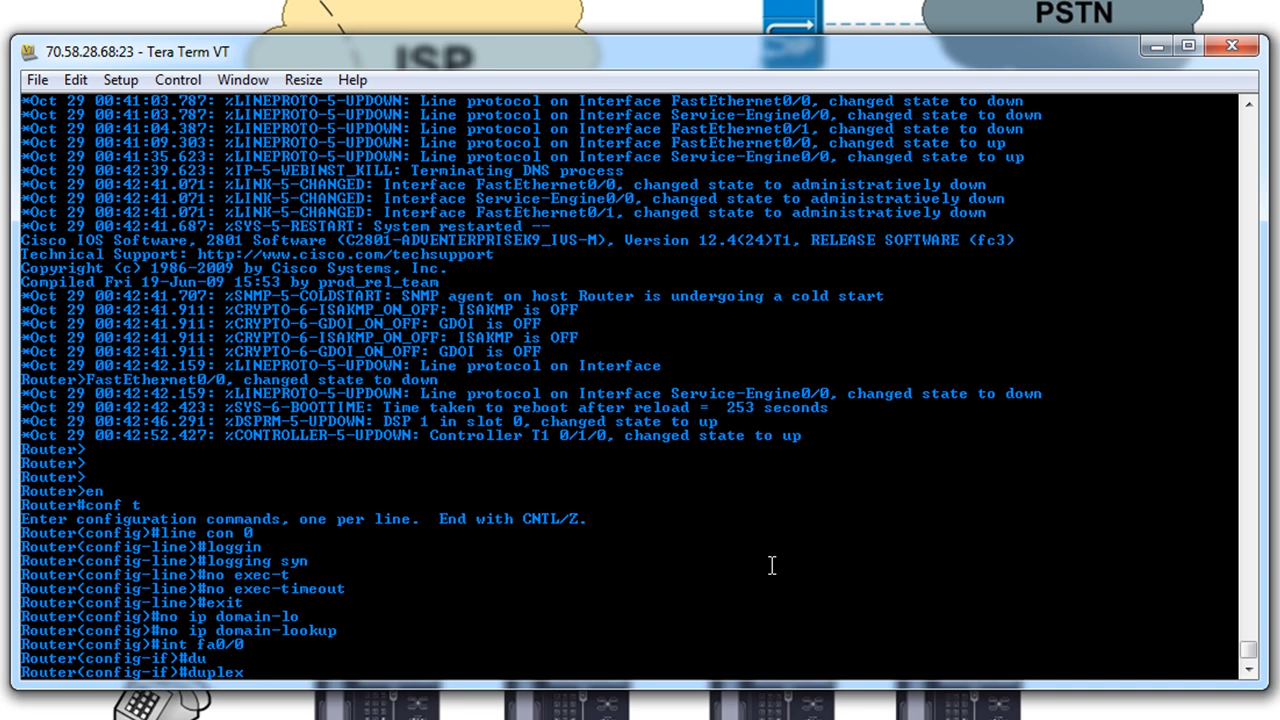 PSTN
ISP
70.58.28.68:23 - Tera Term VT
File Edit Setup Control Window Resize Help
*Oct 29 00:41:03.787: %LINEPROTO-5-UPDOWN: Line protocol on Interface FastEthernet0/0, changed state to down
*Oct 29 00:41:03.787: %LINEPROTO-5-UPDOWN: Line protocol on Interface Service-Engine0/0, changed state to down
*Oct 29 00:41:04.387: %LINEPROTO-5-UPDOWN: Line protocol on Interface FastEthernet0/1, changed state to down
*Oct 29 00:41:09.303: %LINEPROTO-5-UPDOWN: Line protocol on Interface FastEthernet0/0, changed state to up
*Oct 29 00:41:35.623: %LINEPROTO-5-UPDOWN: Line protocol on Interface Service-Engine0/0, changed state to up
*Oct 29 00:42:39.623: %IP-5-WEBINST_KILL: Terminating DNS process
*Oct 29 00:42:41.071: %LINK-5-CHANGED: Interface FastEthernet0/0, changed state to administratively down
*Oct 29 00:42:41.071: %LINK-5-CHANGED: Interface Service-Engine0/0, changed state to administratively down
*Oct 29 00:42:41.071: %LINK-5-CHANGED: Interface FastEthernet0/1, changed state to administratively down
*Oct 29 00:42:41.687: %SYS-5-RESTART: System restarted --
Cisco IOS Software, 2801 Software (C2801-ADVENTERPRISEK9_IVS-M), Version 12.4(24)T1, RELEASE SOFTWARE (fc3)
Technical Support: http://www.cisco.com/techsupport
Copyright (c) 1986-2009 by Cisco Systems, Inc.
Compiled Fri 19-Jun-09 15:53 by prod_rel_team
*Oct 29 00:42:41.707: %SNMP-5-COLDSTART: SNMP agent on host Router is undergoing a cold start
*Oct 29 00:42:41.911: %CRYPTO-6-ISAKMP_ON_OFF: ISAKMP is OFF
*Oct 29 00:42:41.911: %CRYPTO-6-GDOI_ON_OFF: GDOI is OFF
*Oct 29 00:42:41.911: %CRYPTO-6-ISAKMP_ON_OFF: ISAKMP is OFF
*Oct 29 00:42:41.911: %CRYPTO-6-GDOI_ON_OFF: GDOI is OFF
*Oct 29 00:42:42.159: %LINEPROTO-5-UPDOWN: Line protocol on Interface
Router>FastEthernet0/0, changed state to down
*Oct 29 00:42:42.159: %LINEPROTO-5-UPDOWN: Line protocol on Interface Service-Engine0/0, changed state to down
*Oct 29 00:42:42.423: %SYS-6-BOOTTIME: Time taken to reboot after reload =  253 seconds
*Oct 29 00:42:46.291: %DSPRM-5-UPDOWN: DSP 1 in slot 0, changed state to up
*Oct 29 00:42:52.427: %CONTROLLER-5-UPDOWN: Controller T1 0/1/0, changed state to up
Router>
Router>
Router>
Router>en
Router#conf t
Enter configuration commands, one per line.  End with CNTL/Z.
Router(config)#line con 0
Router(config-line)#loggin
Router(config-line)#logging syn
Router(config-line)#no exec-t
Router(config-line)#no exec-timeout
Router(config-line)#exit
Router(config)#no ip domain-lo
Router(config)#no ip domain-lookup
Router(config)#int fa0/0
Router(config-if)#du
Router(config-if)#duplex